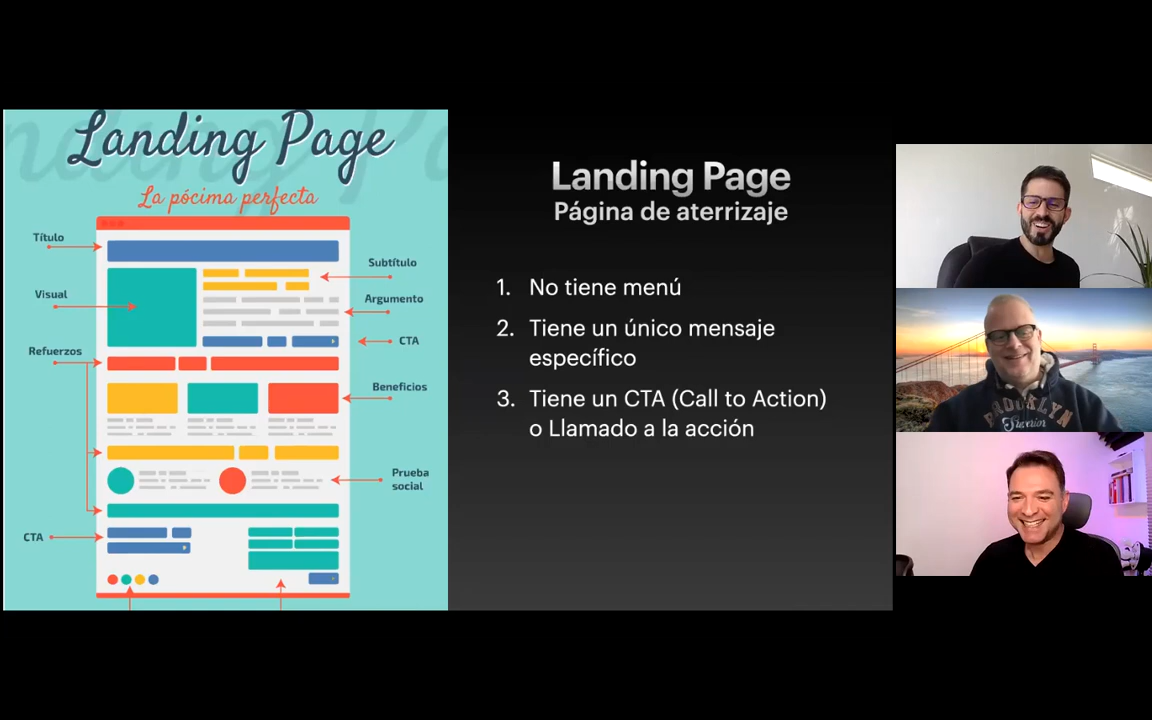 Landing Page
La pócima perfecta
Título
Visual
Refuerzos
CTA
Subtítulo
Argumento
CTA
Beneficios
Prueba
social
Landing Page
Página de aterrizaje
1. No tiene menú
2. Tiene un único mensaje
específico
3. Tiene un CTA (Call to Action)
o Llamado a la acción
BROOKLYN
Superior